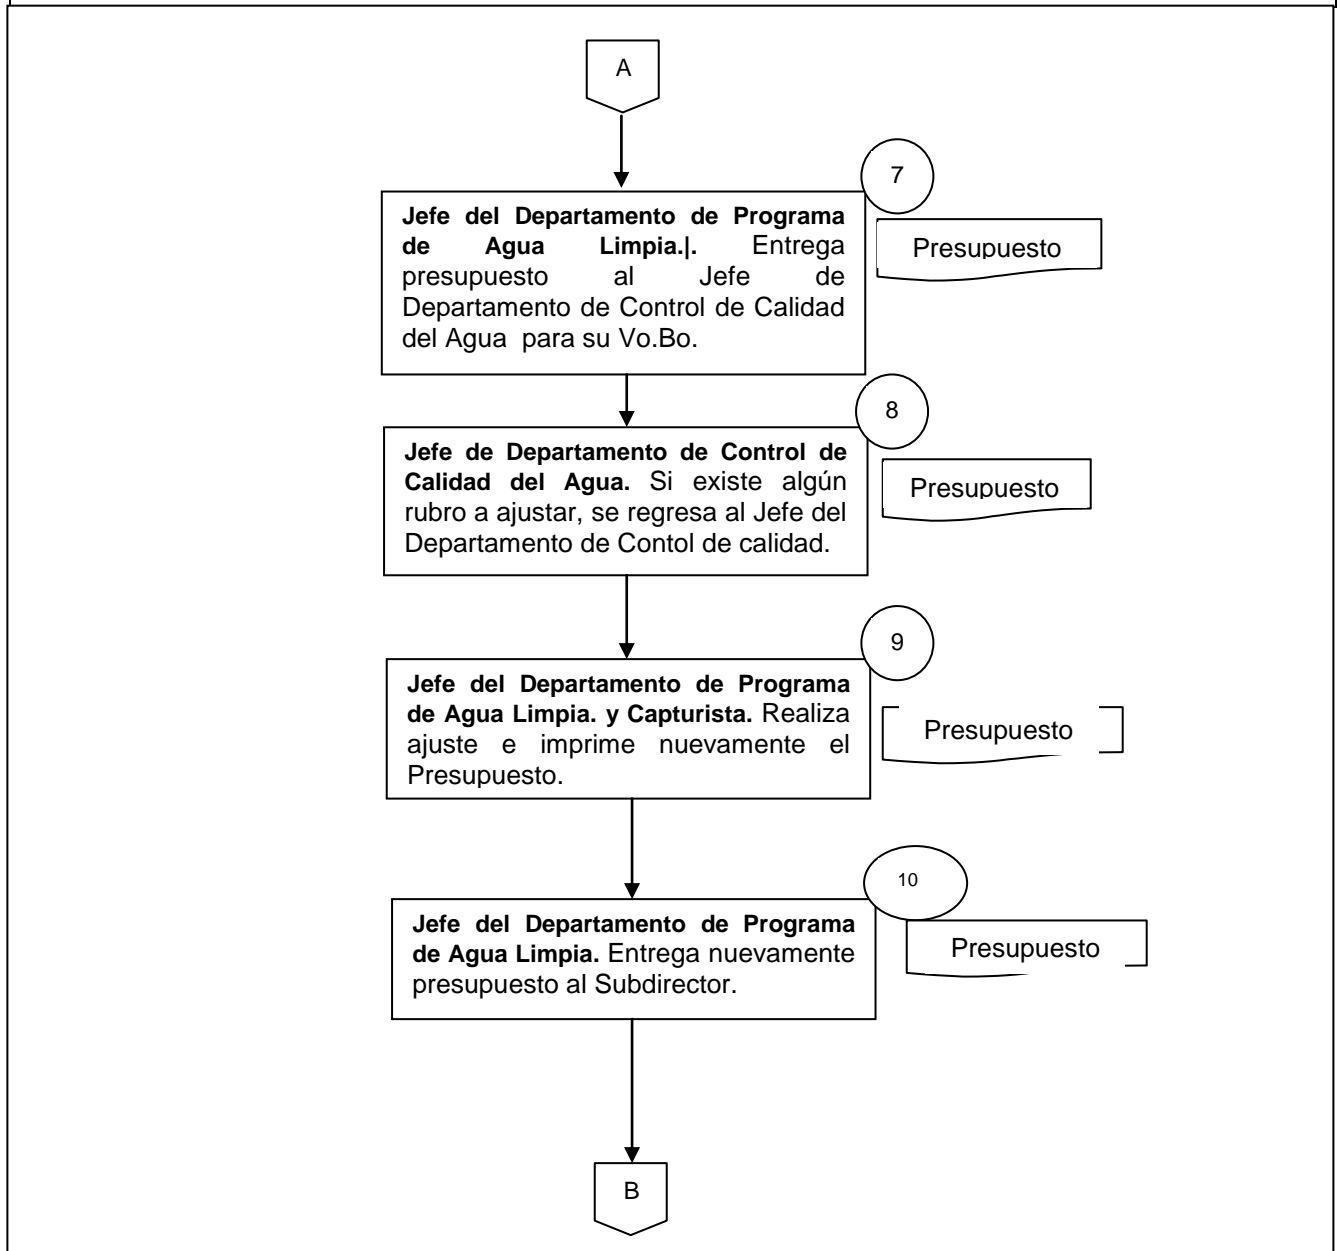 A
7
Jefe del Departamento de Programa
de Agua Limpia.|. Entrega
presupuesto al Jefe de
Departamento de Control de Calidad
del Agua para su Vo.Bo.
Presupuesto
8
Jefe de Departamento de Control de
Calidad del Agua. Si existe algún
rubro a ajustar, se regresa al Jefe del
Departamento de Contol de calidad.
Presupuesto
9
Jefe del Departamento de Programa
de Agua Limpia. y Capturista. Realiza
ajuste e imprime nuevamente el
Presupuesto.
Presupuesto
10
Jefe del Departamento de Programa
de Agua Limpia. Entrega nuevamente
presupuesto al Subdirector.
Presupuesto
B